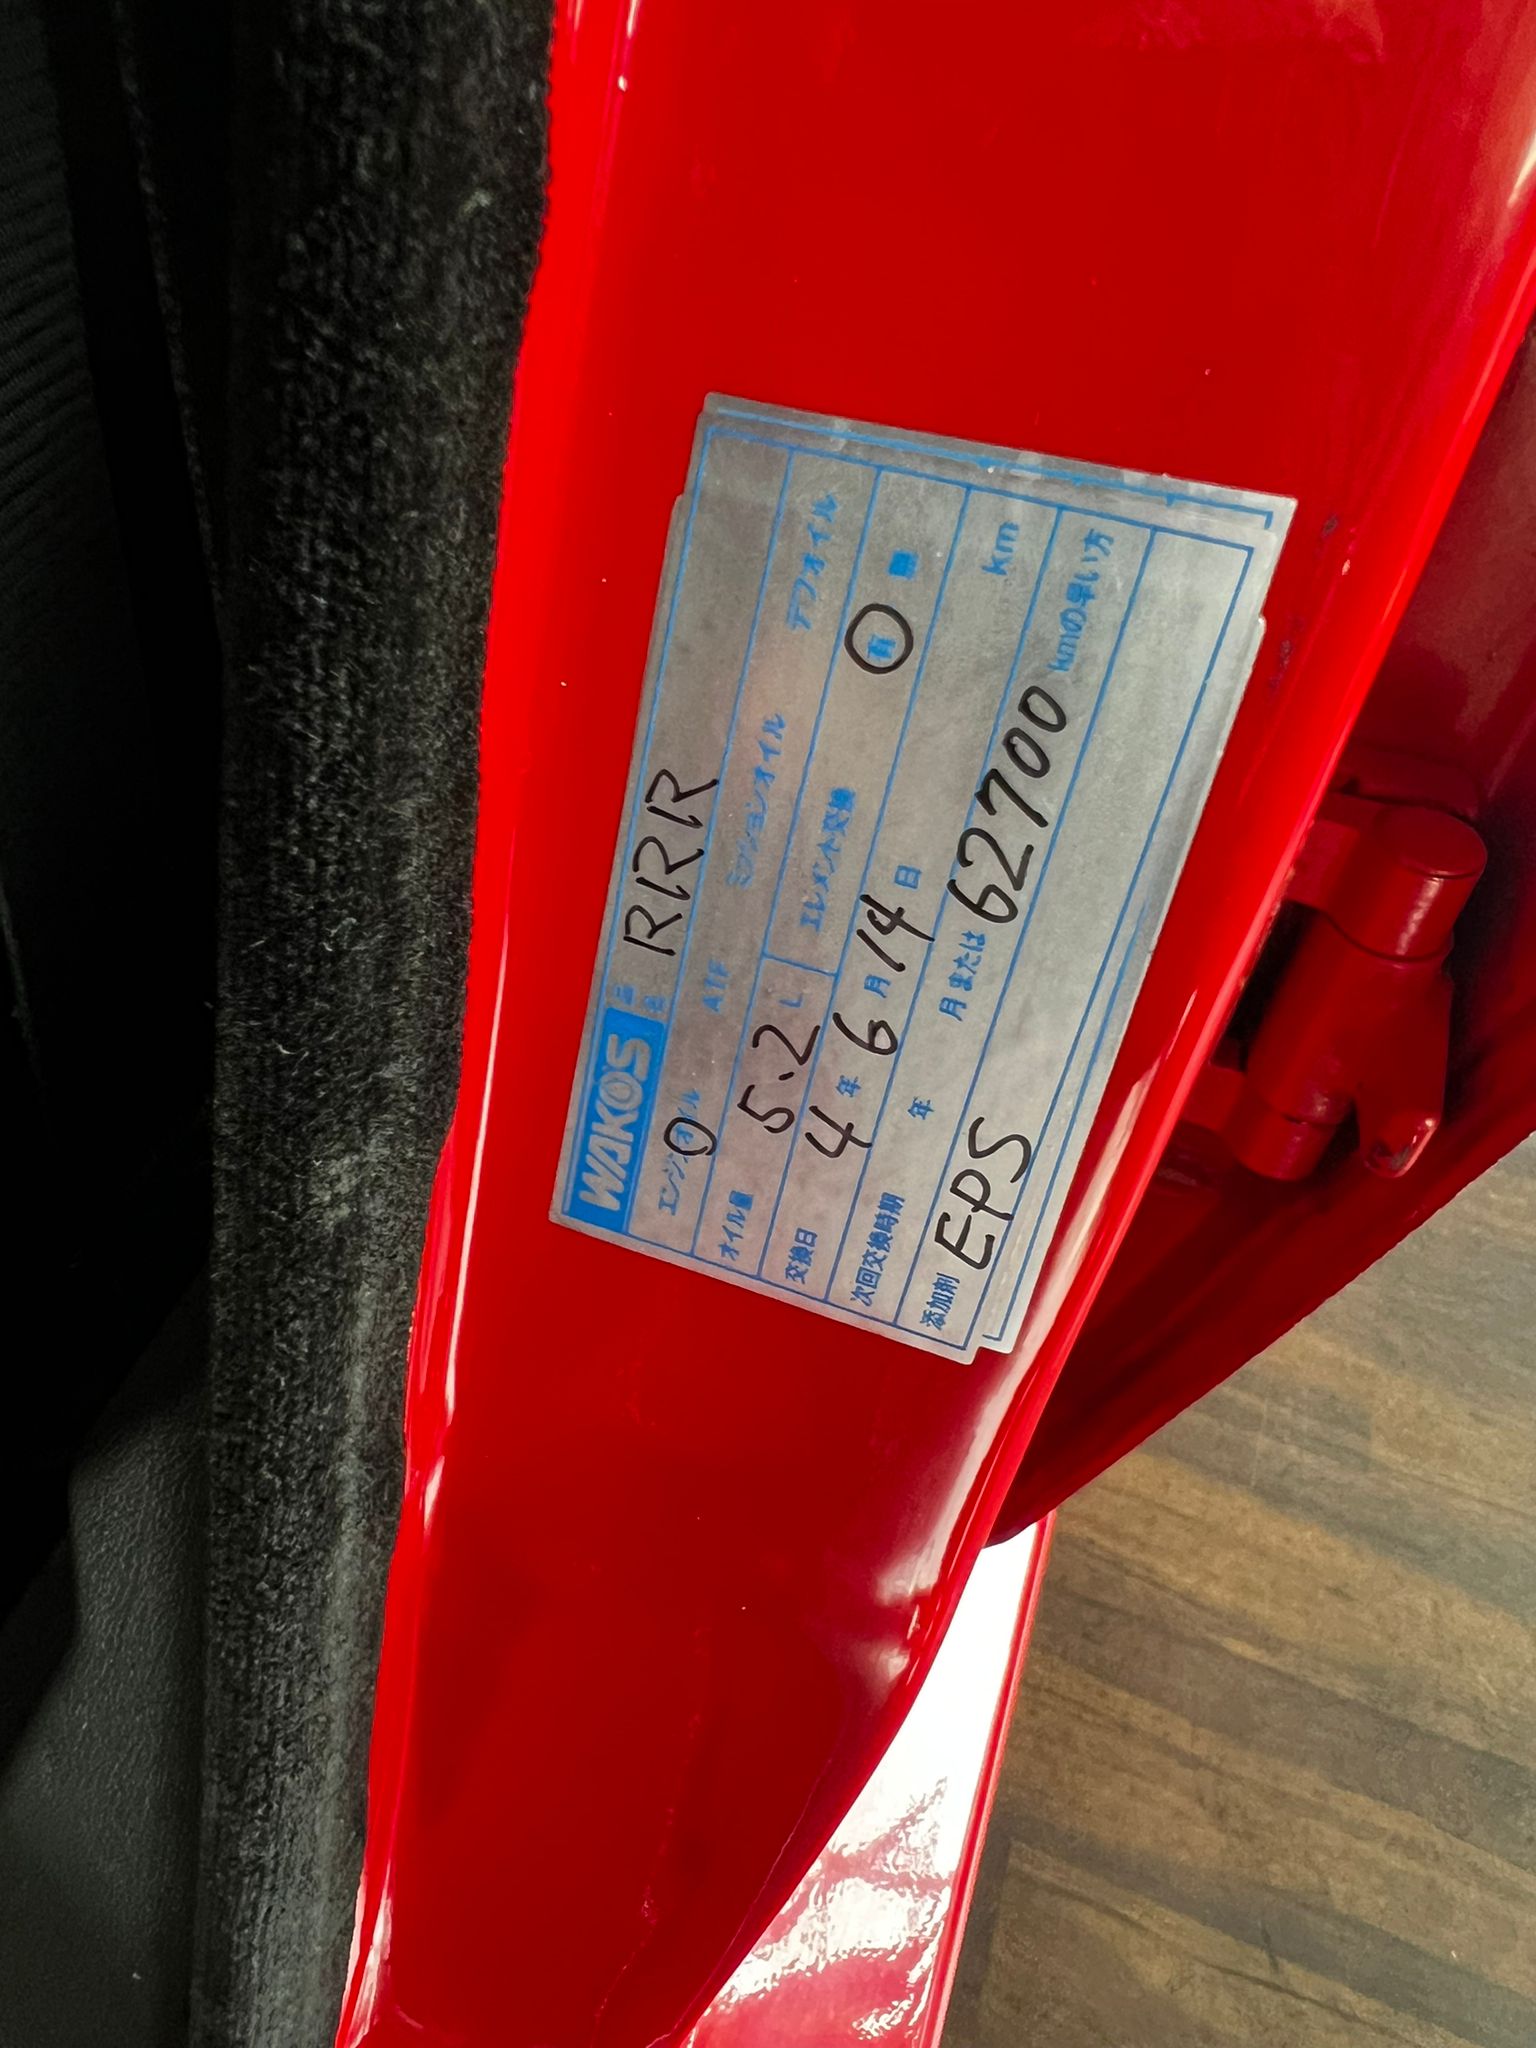 WAKO'S 品名 RRR
エンジンオイル ATF ミッションオイル デフオイル
オイル量 5.2 L エレメント交換 有 無
交換日 4 年 6 月 14 日 km
次回交換時期 年 月または 62700 kmの早い方
添加剤 EPS